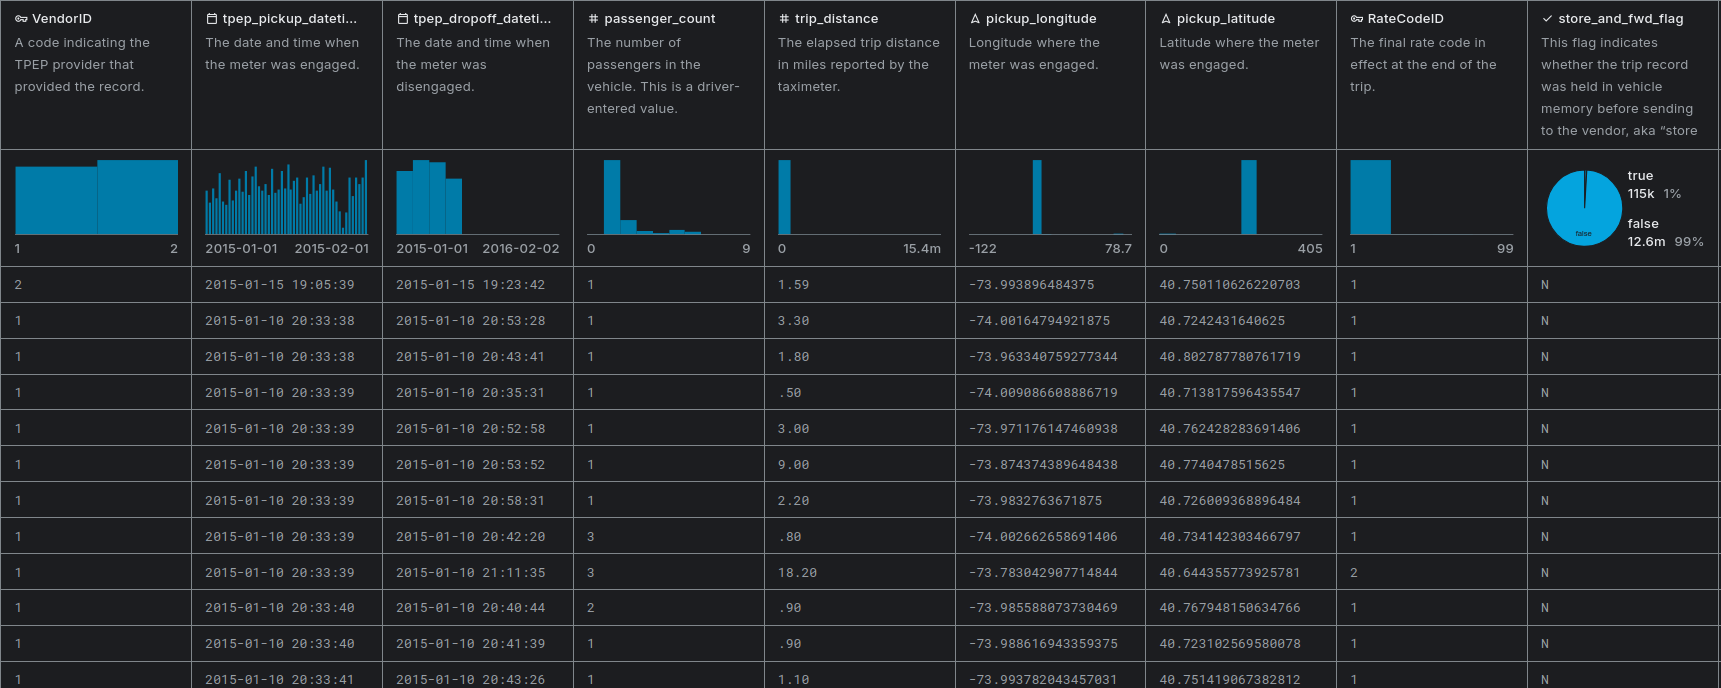 VendorID tpep_pickup_dateti... tpep_dropoff_dateti... passenger_count trip_distance pickup_longitude pickup_latitude RateCodeID store_and_fwd_flag
A code indicating the
TPEP provider that
provided the record.
The date and time when
the meter was engaged.
The date and time when
the meter was
disengaged.
The number of
passengers in the
vehicle. This is a driver-
entered value.
The elapsed trip distance
in miles reported by the
taximeter.
Longitude where the
meter was engaged.
Latitude where the meter
was engaged.
The final rate code in
effect at the end of the
trip.
This flag indicates
whether the trip record
was held in vehicle
memory before sending
to the vendor, aka “store
1 2
2015-01-01 2015-02-01
2015-01-01 2016-02-02
0 9
0 15.4m
-122 78.7
0 405
1 99
false
true
115k 1%
false
12.6m 99%
2 2015-01-15 19:05:39 2015-01-15 19:23:42 1 1.59 -73.993896484375 40.750110626220703 1 N
1 2015-01-10 20:33:38 2015-01-10 20:53:28 1 3.30 -74.00164794921875 40.7242431640625 1 N
1 2015-01-10 20:33:38 2015-01-10 20:43:41 1 1.80 -73.963340759277344 40.802787780761719 1 N
1 2015-01-10 20:33:39 2015-01-10 20:35:31 1 .50 -74.009086608886719 40.713817596435547 1 N
1 2015-01-10 20:33:39 2015-01-10 20:52:58 1 3.00 -73.971176147460938 40.762428283691406 1 N
1 2015-01-10 20:33:39 2015-01-10 20:53:52 1 9.00 -73.874374389648438 40.7740478515625 1 N
1 2015-01-10 20:33:39 2015-01-10 20:58:31 1 2.20 -73.9832763671875 40.726009368896484 1 N
1 2015-01-10 20:33:39 2015-01-10 20:42:20 3 .80 -74.002662658691406 40.734142303466797 1 N
1 2015-01-10 20:33:39 2015-01-10 21:11:35 3 18.20 -73.783042907714844 40.644355773925781 2 N
1 2015-01-10 20:33:40 2015-01-10 20:40:44 2 .90 -73.985588073730469 40.767948150634766 1 N
1 2015-01-10 20:33:40 2015-01-10 20:41:39 1 .90 -73.988616943359375 40.723102569580078 1 N
1 2015-01-10 20:33:41 2015-01-10 20:43:26 1 1.10 -73.993782043457031 40.751419067382812 1 N